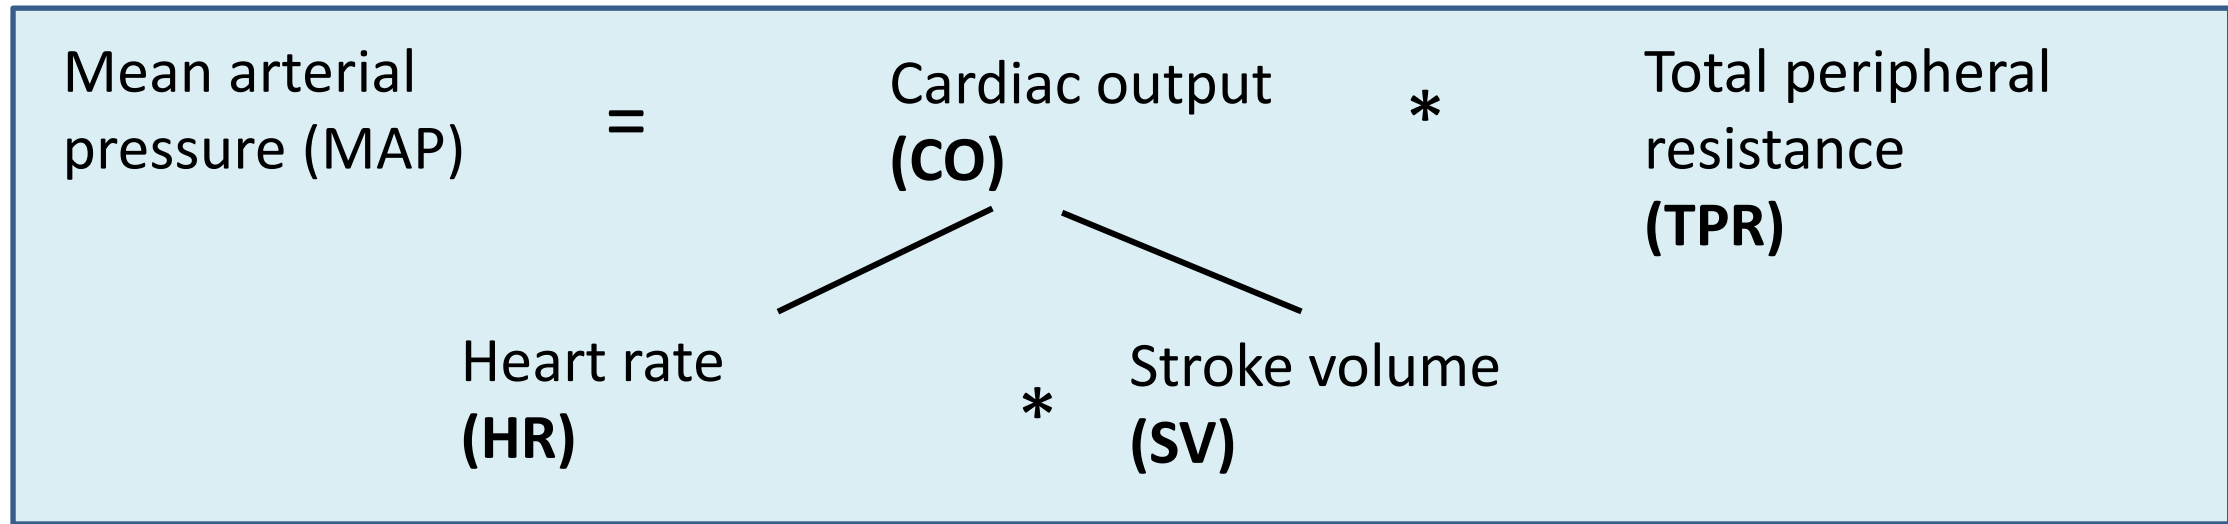 Mean arterial
pressure (MAP)
=
Cardiac output
(CO)
*
Total peripheral
resistance
(TPR)
Heart rate
(HR)
*
Stroke volume
(SV)